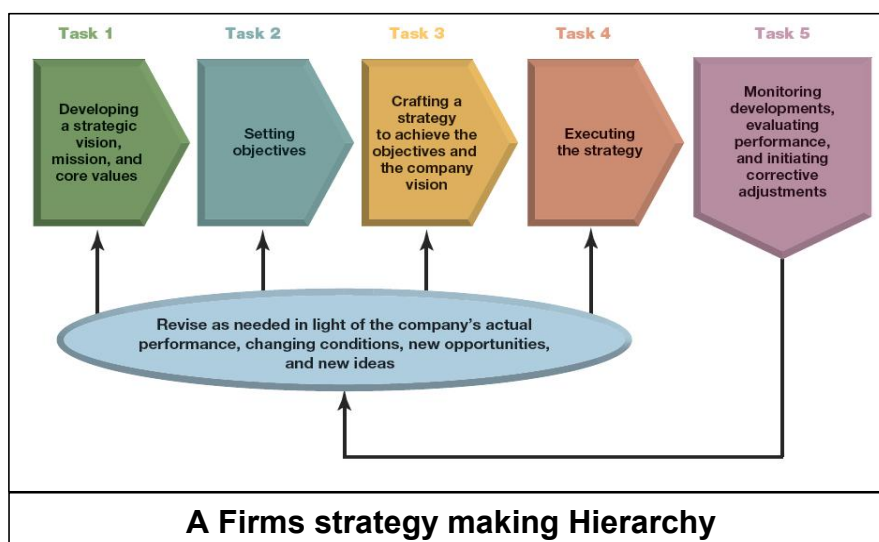 Task 1
Task 2
Task 3
Task 4
Task 5
Developing
a strategic
vision,
mission, and
core values
Setting
objectives
Crafting a
strategy
to achieve the
objectives and
the company
vision
Executing
the strategy
Monitoring
developments,
evaluating
performance,
and initiating
corrective
adjustments
Revise as needed in light of the company’s actual
performance, changing conditions, new opportunities,
and new ideas
A Firms strategy making Hierarchy